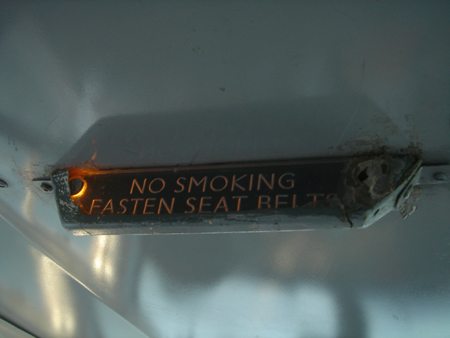 NO SMOKING
FASTEN SEAT BELTS